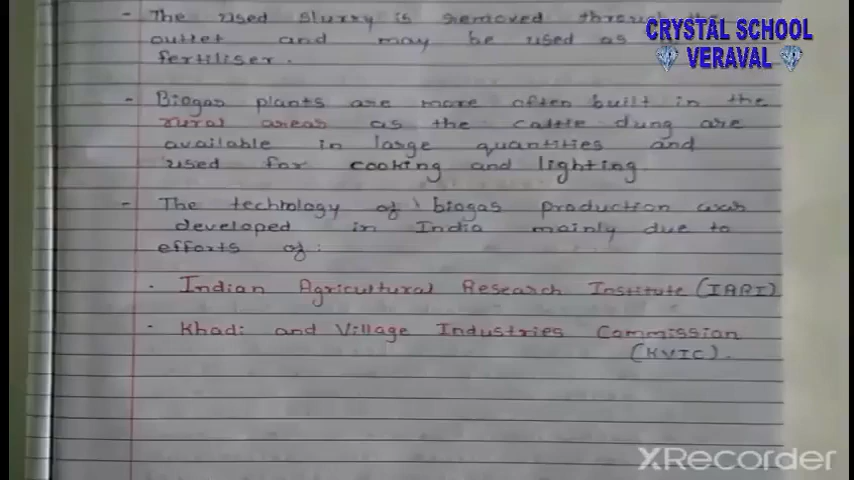 - The used slurry is removed through the
outlet and may be used as
fertiliser.
CRYSTAL SCHOOL
VERAVAL
- Biogas plants are more often built in the
rural areas as the cattle dung are
available in large quantities and
used for cooking and lighting.
- The technology of biogas production was
developed in India mainly due to
efforts of:
· Indian Agricultural Research Institute (IARI)
· Khadi and Village Industries Commission
(KVIC).
XRecorder